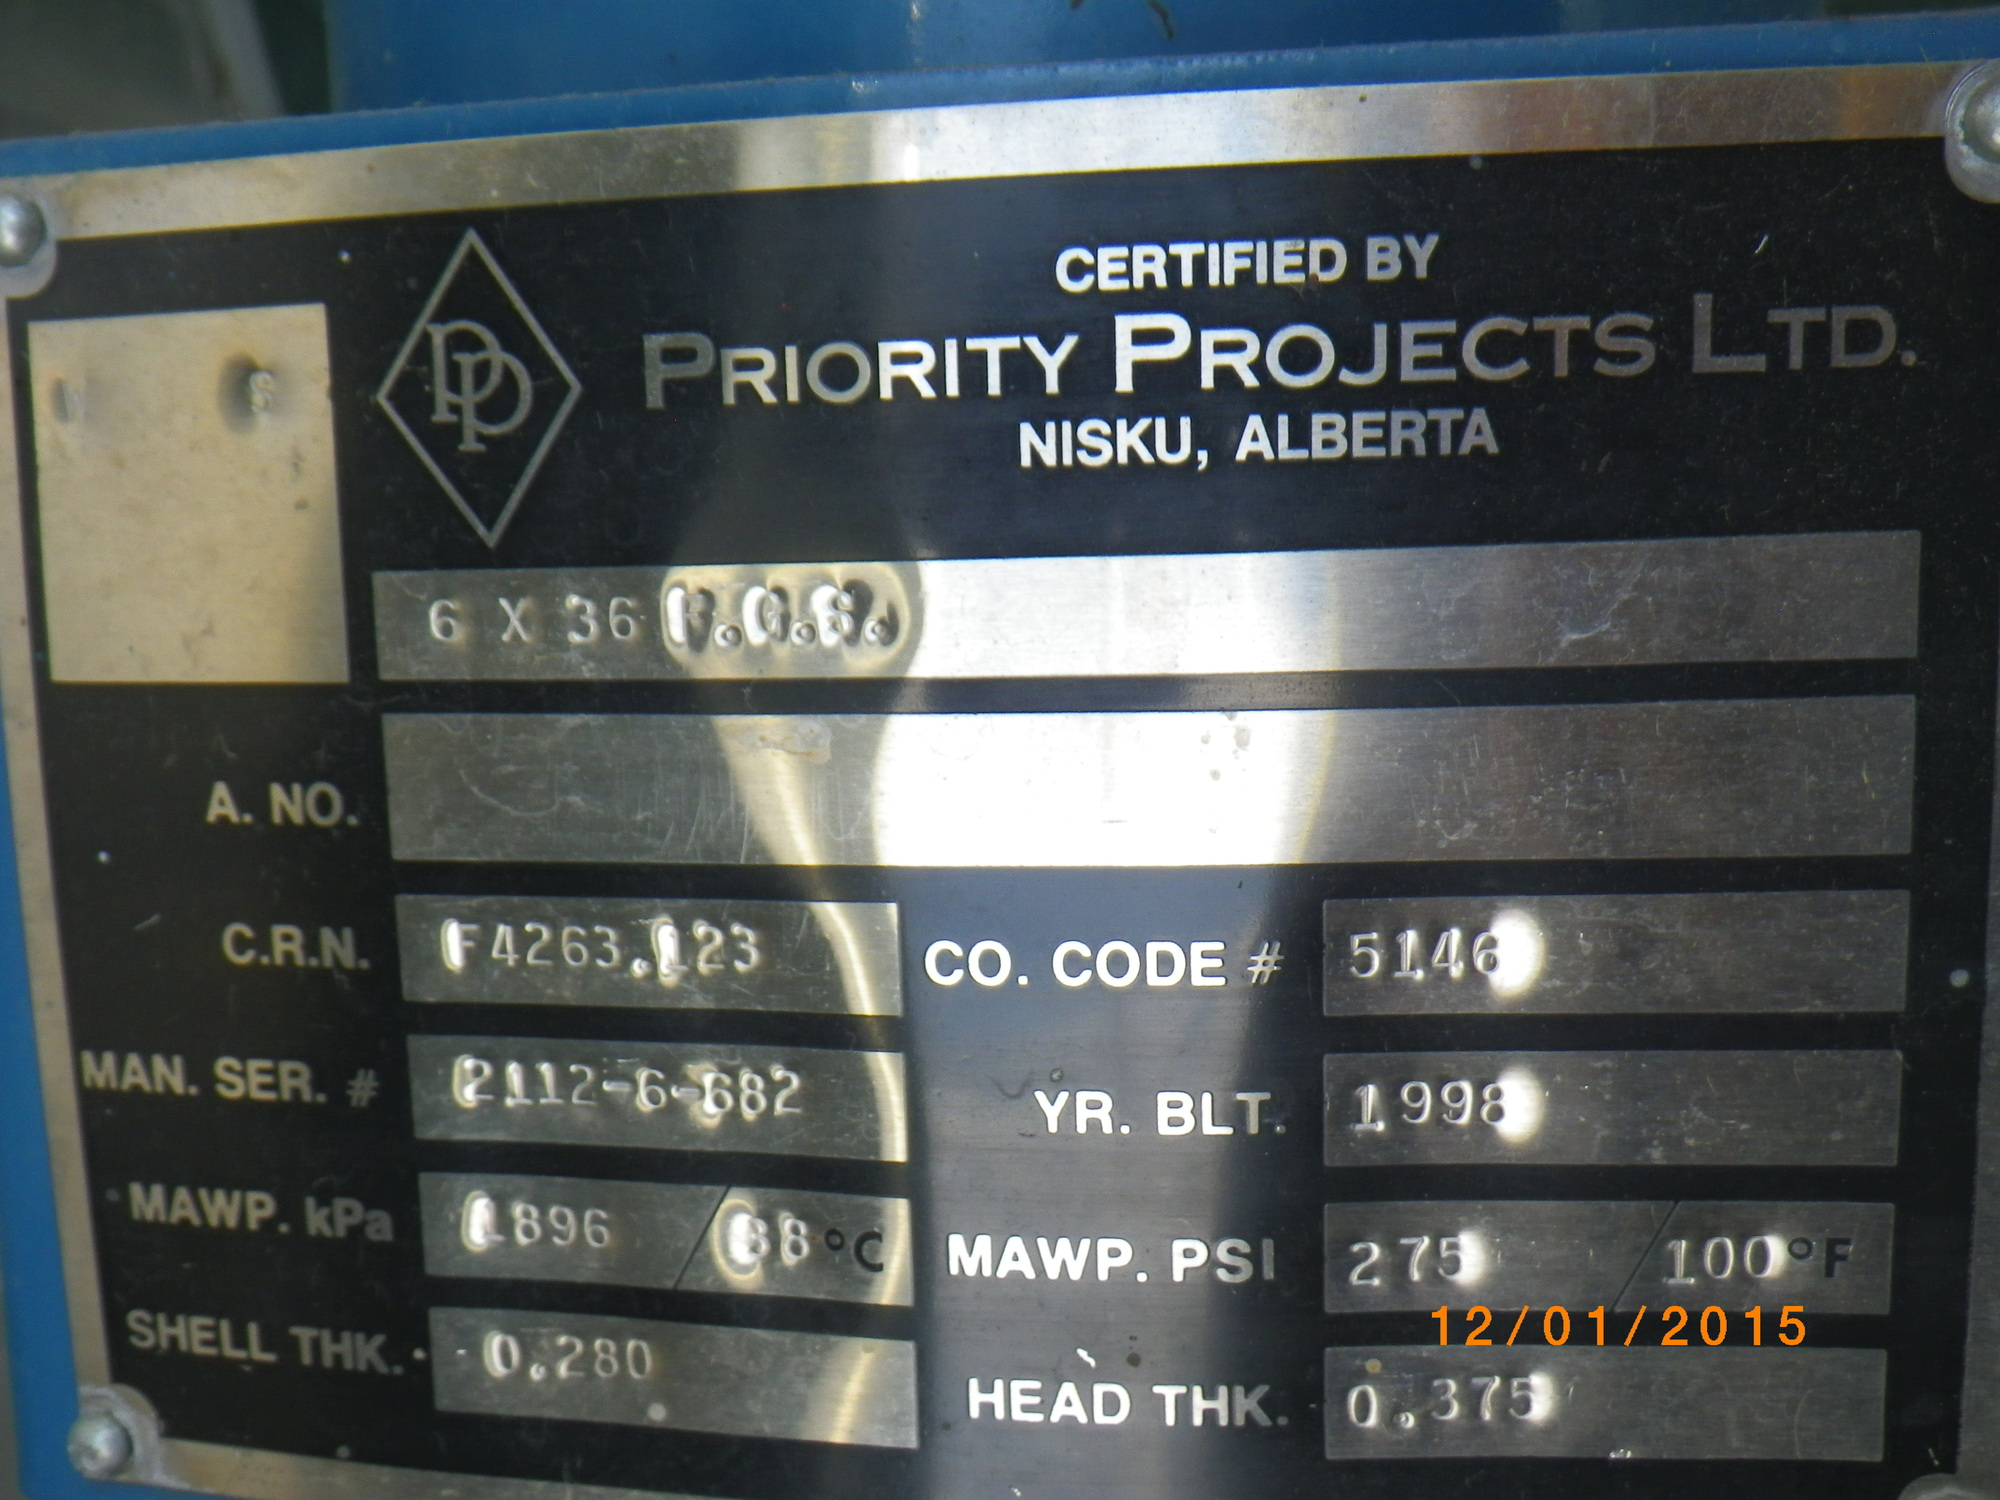 CERTIFIED BY
PP
PRIORITY PROJECTS LTD.
NISKU, ALBERTA
W S
6 X 36 F.G.S.
A. NO.
C.R.N. F4263.123 CO. CODE # 5146
MAN. SER. # 2112-6-682 YR. BLT. 1998
MAWP. kPa 1896 / 38 °C MAWP. PSI 275 / 100 °F
12/01/2015
SHELL THK. 0.280 HEAD THK. 0.375